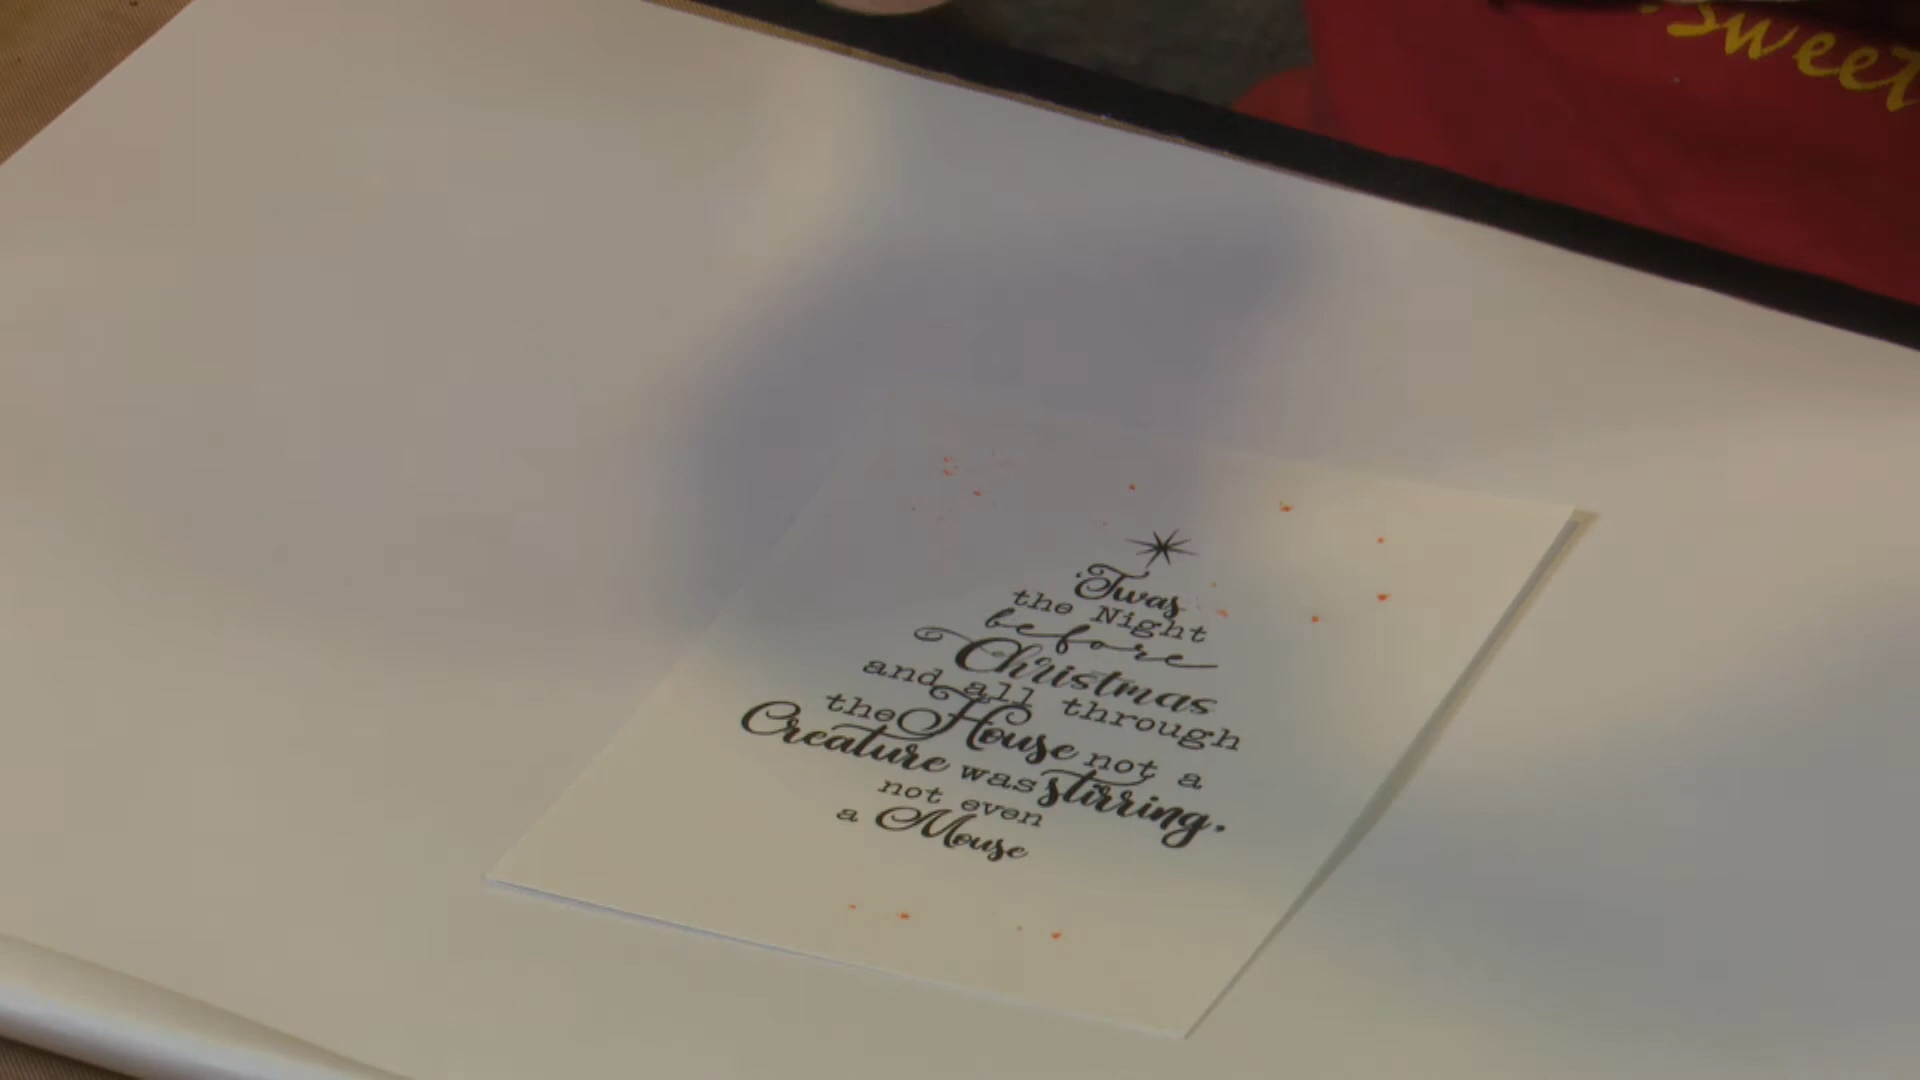 Sweet
'Twas
the Night
before
Christmas
and all through
the House not a
Creature was stirring,
not even
a Mouse